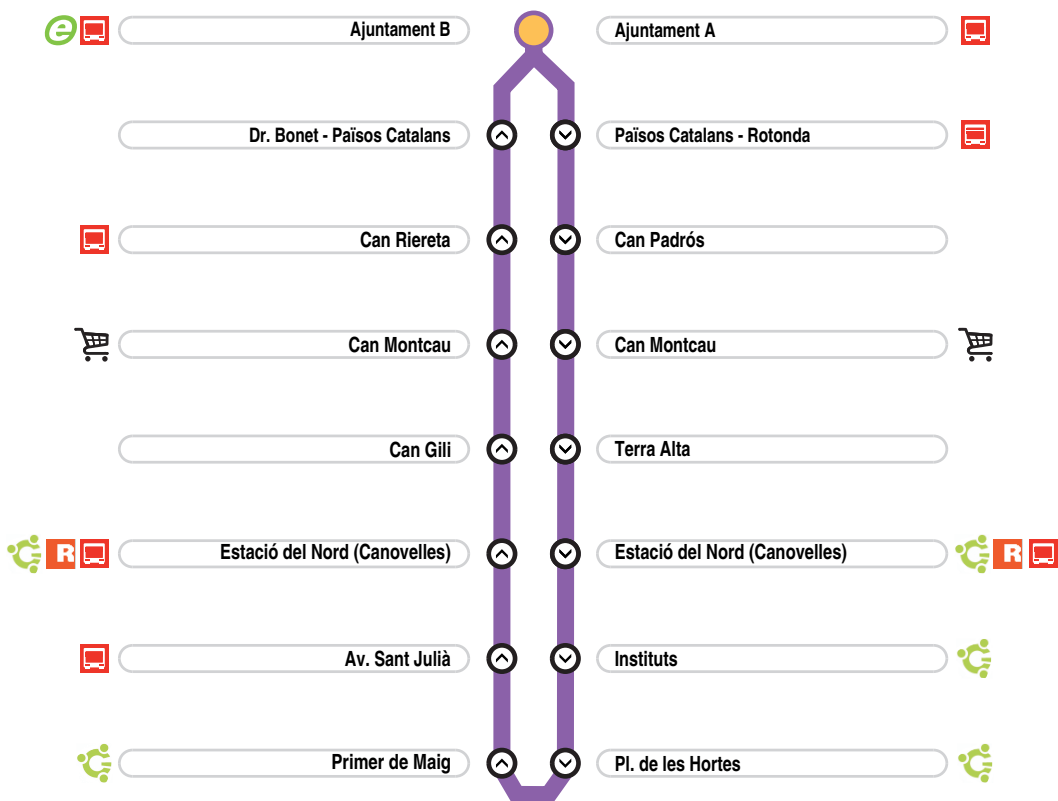 e Ajuntament B Ajuntament A
Dr. Bonet - Països Catalans Països Catalans - Rotonda
Can Riereta Can Padrós
Can Montcau Can Montcau
Can Gili Terra Alta
R Estació del Nord (Canovelles) Estació del Nord (Canovelles) R
Av. Sant Julià Instituts
Primer de Maig Pl. de les Hortes